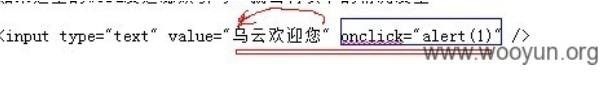 <input type="text" value="乌云欢迎您" onclick="alert(1)" />
www.wooyun.org